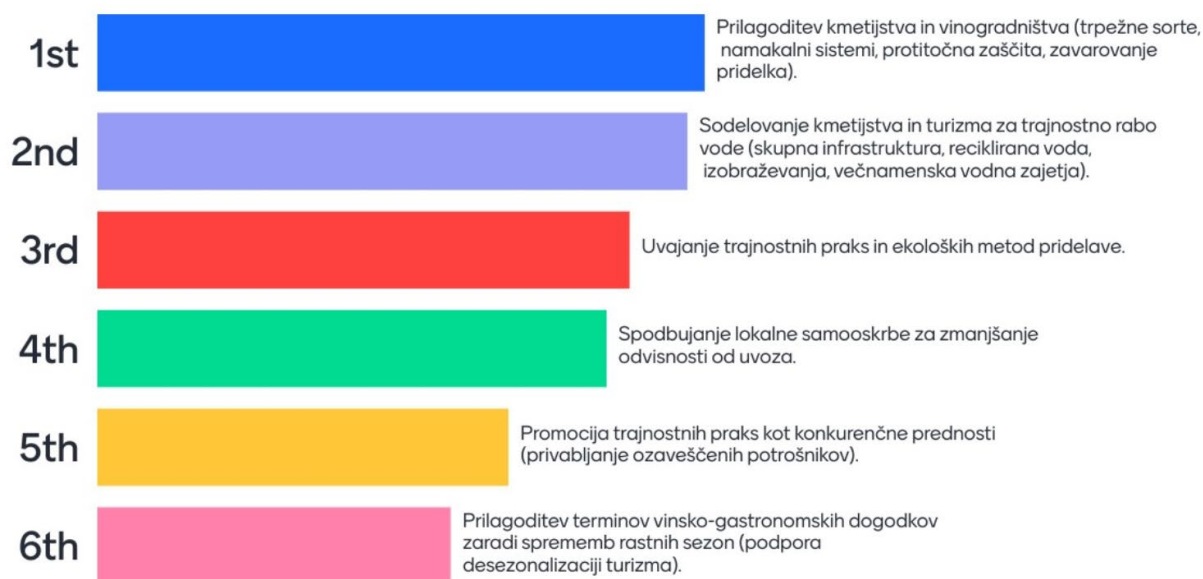 1st
Prilagoditev kmetijstva in vinogradništva (trpežne sorte,
namakalni sistemi, protitočna zaščita, zavarovanje
pridelka).
2nd
Sodelovanje kmetijstva in turizma za trajnostno rabo
vode (skupna infrastruktura, reciklirana voda,
izobraževanja, večnamenska vodna zajetja).
3rd
Uvajanje trajnostnih praks in ekoloških metod pridelave.
4th
Spodbujanje lokalne samooskrbe za zmanjšanje
odvisnosti od uvoza.
5th
Promocija trajnostnih praks kot konkurenčne prednosti
(privabljanje ozaveščenih potrošnikov).
6th
Prilagoditev terminov vinsko-gastronomskih dogodkov
zaradi sprememb rastnih sezon (podpora
desezonalizaciji turizma).